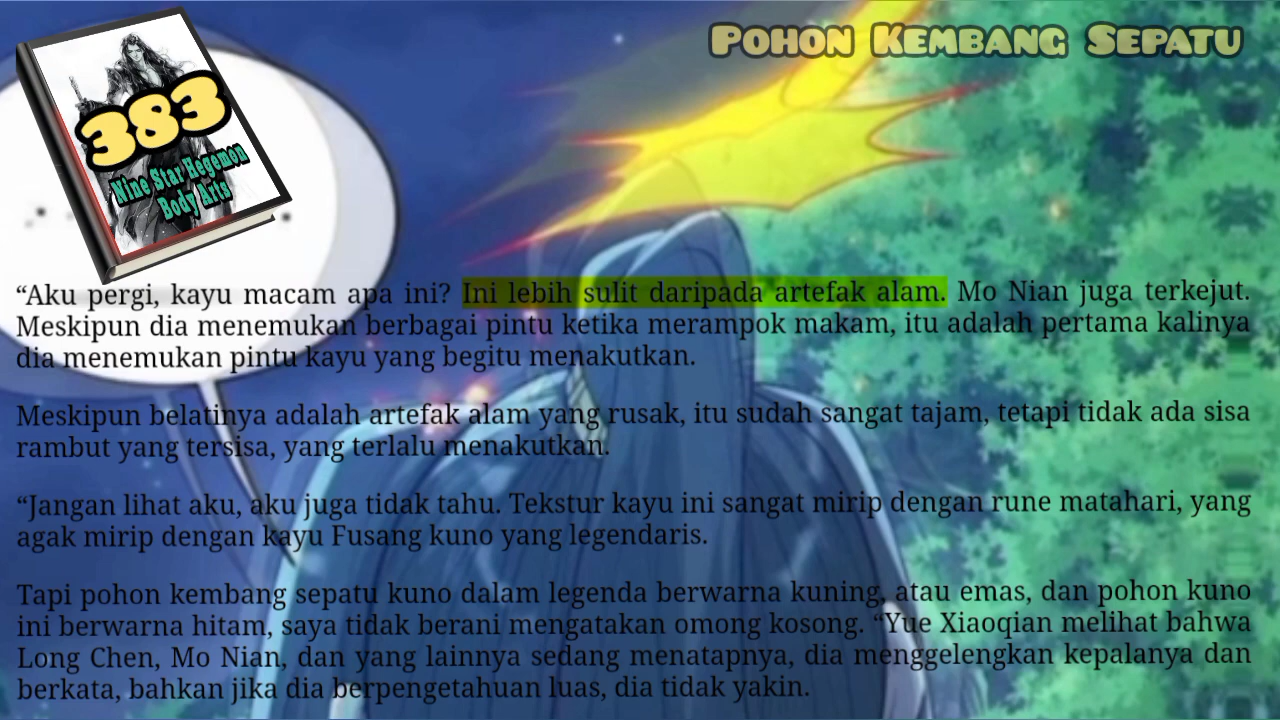 Pohon Kembang Sepatu
383
Nine Star Hegemon
Body Arts
“Aku pergi, kayu macam apa ini? Ini lebih sulit daripada artefak alam. Mo Nian juga terkejut.
Meskipun dia menemukan berbagai pintu ketika merampok makam, itu adalah pertama kalinya
dia menemukan pintu kayu yang begitu menakutkan.
Meskipun belatinya adalah artefak alam yang rusak, itu sudah sangat tajam, tetapi tidak ada sisa
rambut yang tersisa, yang terlalu menakutkan.
“Jangan lihat aku, aku juga tidak tahu. Tekstur kayu ini sangat mirip dengan rune matahari, yang
agak mirip dengan kayu Fusang kuno yang legendaris.
Tapi pohon kembang sepatu kuno dalam legenda berwarna kuning, atau emas, dan pohon kuno
ini berwarna hitam, saya tidak berani mengatakan omong kosong. “Yue Xiaoqian melihat bahwa
Long Chen, Mo Nian, dan yang lainnya sedang menatapnya, dia menggelengkan kepalanya dan
berkata, bahkan jika dia berpengetahuan luas, dia tidak yakin.